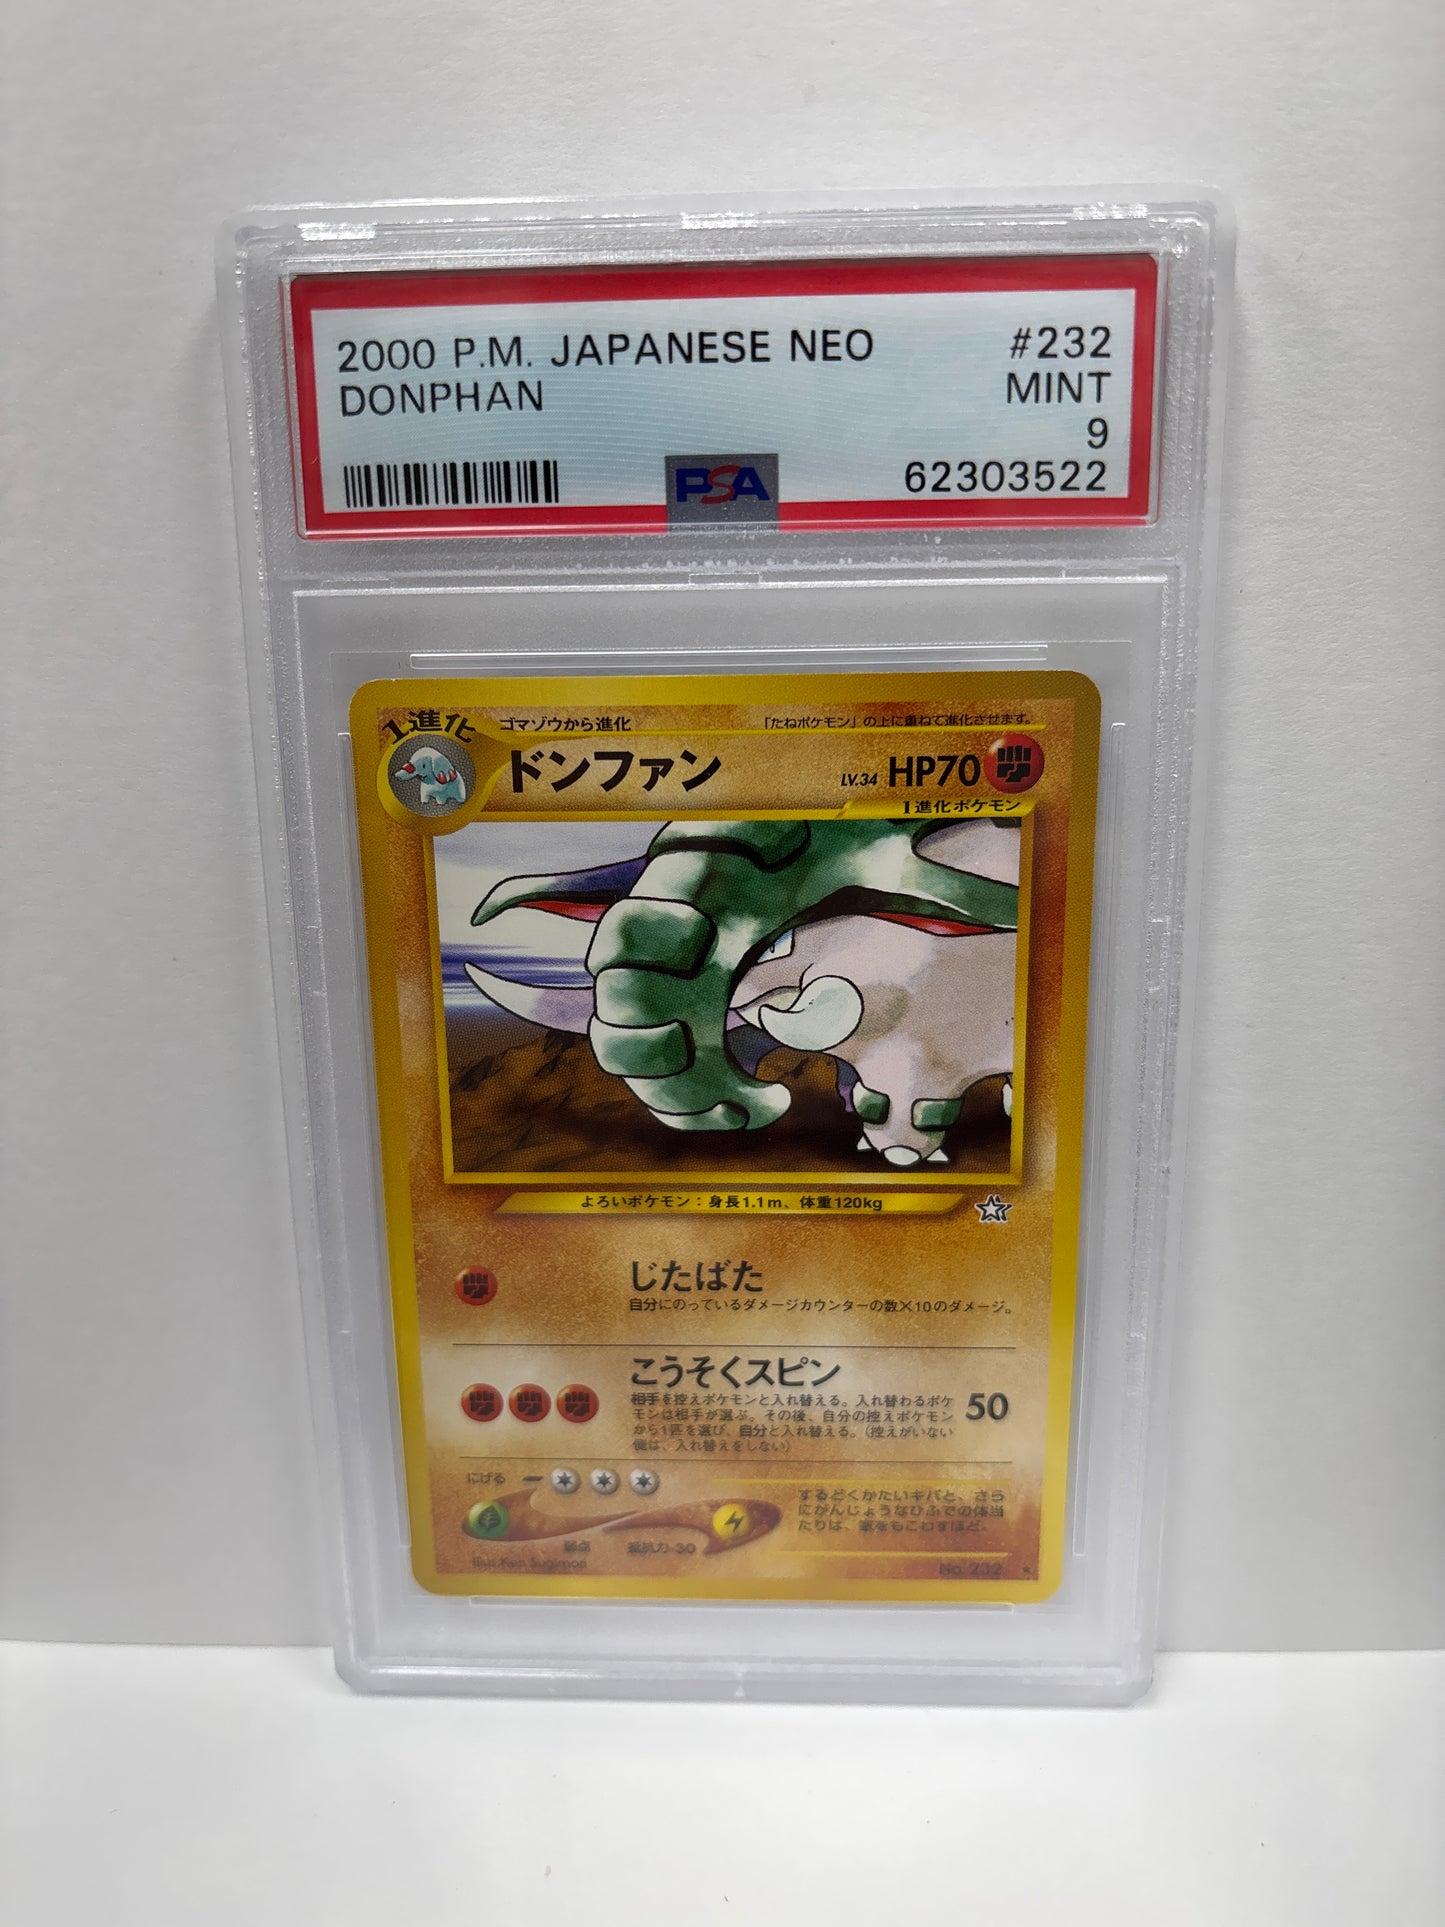 2000 P.M. JAPANESE NEO #232
DONPHAN MINT
9
PSA 62303522
1進化 ゴマゾウから進化 「たねポケモン」の上に重ねて進化させます。
ドンファン LV.34 HP70
1進化ポケモン
よろいポケモン：身長1.1m、体重120kg
じたばた
自分にのっているダメージカウンターの数×10のダメージ。
こうそくスピン 50
相手を控えポケモンと入れ替える。入れ替わるポケ
モンは相手が選ぶ。その後、自分の控えポケモン
から1匹を選び、自分と入れ替える。（控えがいない
側は、入れ替えをしない）
にげる
するどくかたいキバと、さら
にがんじょうなひふでの体当
たりは、家をもこわすほど。
弱点 抵抗力 -30
Illus. Ken Sugimori No. 232